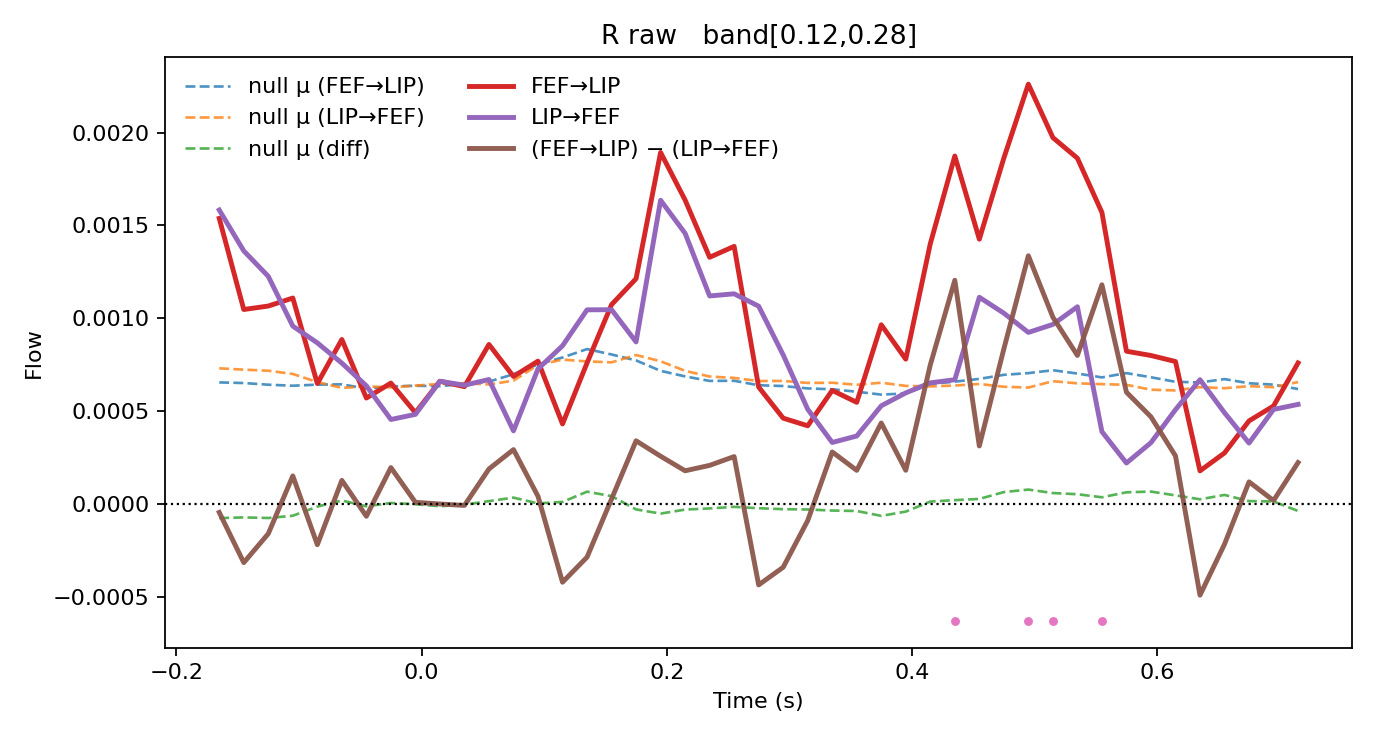 R raw   band[0.12,0.28]
null μ (FEF→LIP)
null μ (LIP→FEF)
null μ (diff)
FEF→LIP
LIP→FEF
(FEF→LIP) − (LIP→FEF)
Flow
0.0020
0.0015
0.0010
0.0005
0.0000
−0.0005
−0.2
0.0
0.2
0.4
0.6
Time (s)